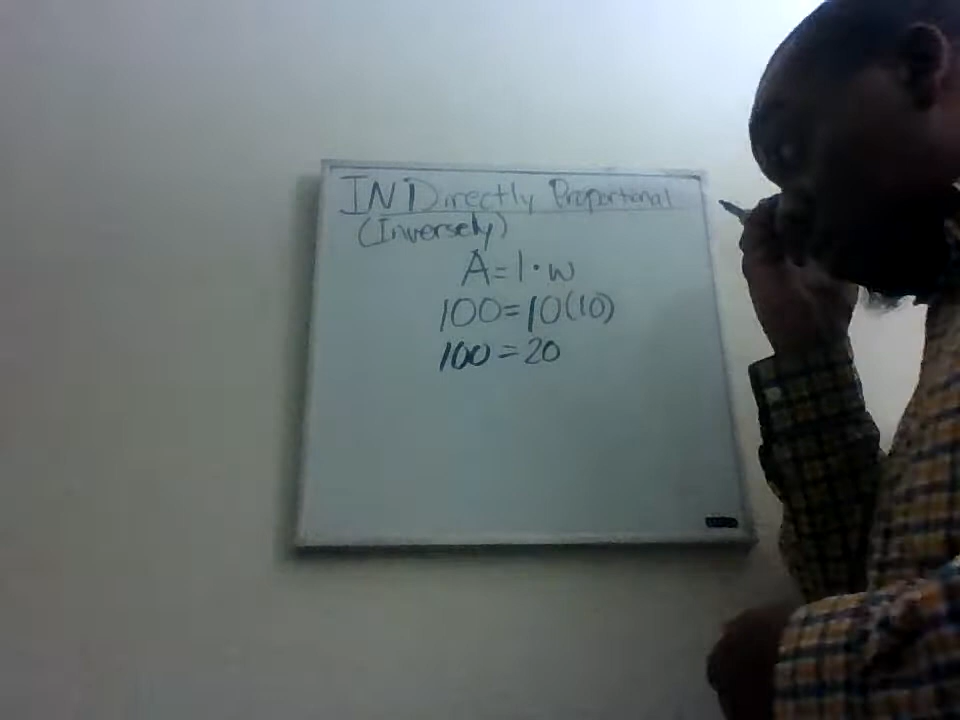 INDirectly Proportional
(Inversely)
A=l·w
100=10(10)
100=20